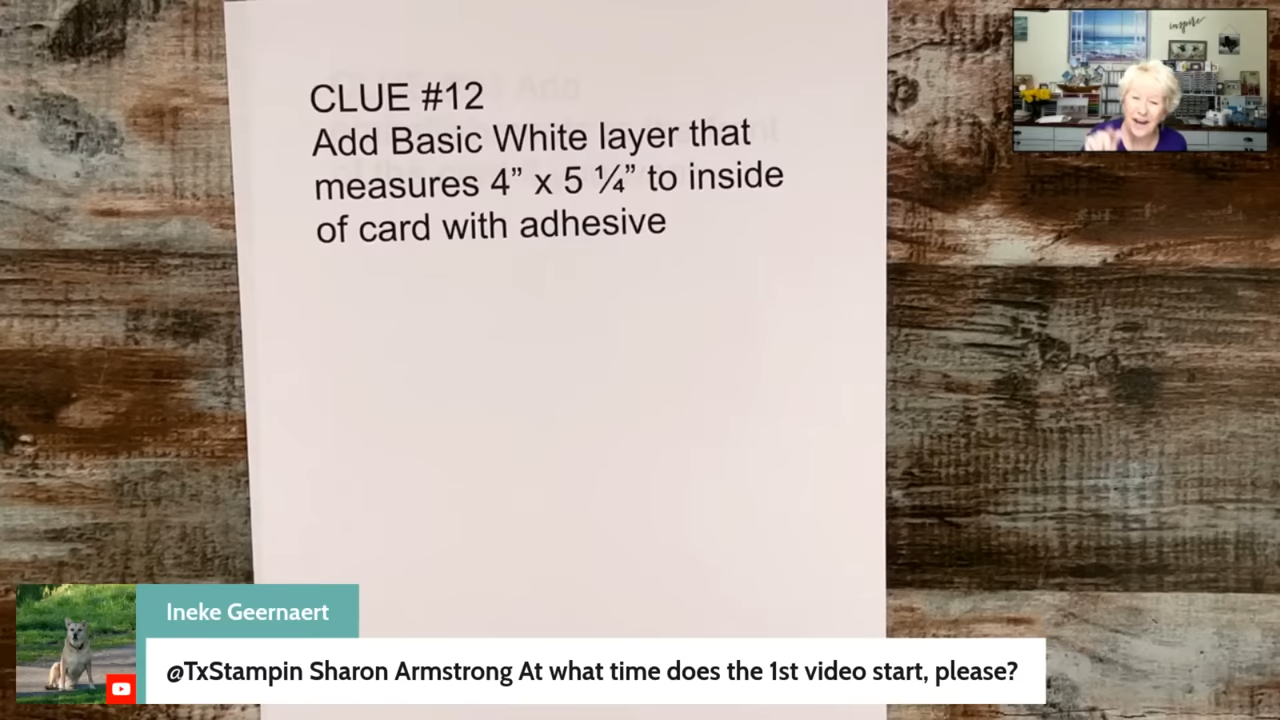 inspire
CLUE #12
Add Basic White layer that
measures 4” x 5 ¼” to inside
of card with adhesive
Ineke Geernaert
@TxStampin Sharon Armstrong At what time does the 1st video start, please?